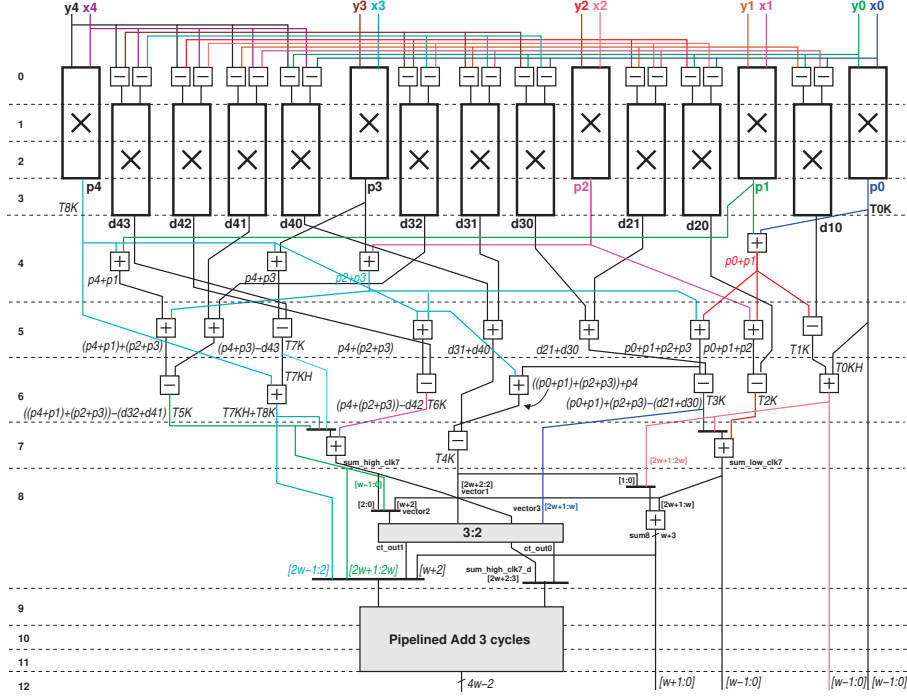 y4 x4 y3 x3 y2 x2 y1 x1 y0 x0
0
1
2
3
p4 p3 p2 p1 p0
T8K T0K
d43 d42 d41 d40 d32 d31 d30 d21 d20 d10
4
p4+p1 p4+p3 p2+p3 p0+p1
5
(p4+p1)+(p2+p3) (p4+p3)−d43 T7K p4+(p2+p3) d31+d40 d21+d30 p0+p1+p2+p3 p0+p1+p2 T1K
T7KH T0KH
6
((p0+p1)+(p2+p3))+p4
((p4+p1)+(p2+p3))−(d32+d41) T5K T7KH+T8K (p4+(p2+p3))−d42 T6K (p0+p1)+(p2+p3)−(d21+d30) T3K T2K
7
T4K
sum_high_clk7 [2w+1:2w] sum_low_clk7
8
[w−1:0] [2w+2:2] [1:0]
vector1
[2:0] [w+2] vector2 vector3 [2w+1:w] [2w+1:w]
3:2
sum8 w+3
ct_out1 ct_out0
[2w−1:2] [2w+1:2w] [w+2] sum_high_clk7_d
[2w+2:3]
9
10
Pipelined Add 3 cycles
11
12
4w−2 [w+1:0] [w−1:0] [w−1:0] [w−1:0]